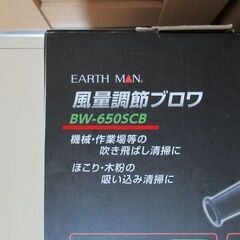 EARTH MAN
風量調節ブロワ
BW-650SCB
機械・作業場等の
吹き飛ばし清掃に
ほこり・木粉の
吸い込み清掃に